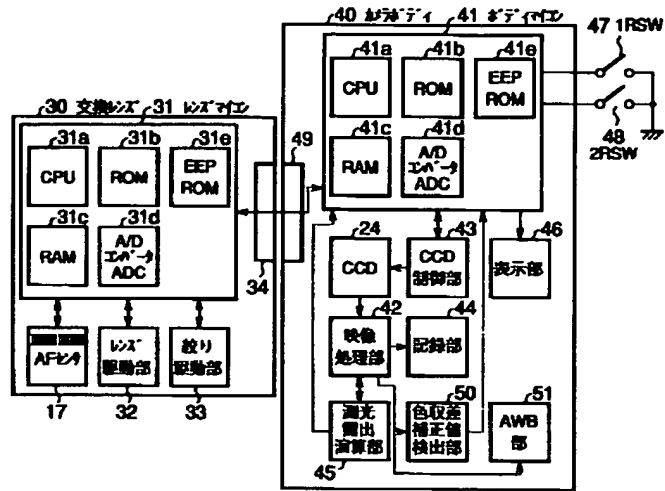 40 カメラボディ 41 ボディマイコン
47 1RSW
41a 41b 41e
CPU ROM EEP ROM
41c 41d
RAM A/D コンバータ ADC
48 2RSW
30 交換レンズ 31 レンズマイコン
31a 31b 31e
CPU ROM EEP ROM
31c 31d
RAM A/D コンバータ ADC
49
34
AFセンサ レンズ駆動部 絞り駆動部
17 32 33
24 43 46
CCD CCD制御部 表示部
42 44
映像処理部 記録部
50 51
測光露出演算部 色収差補正値検出部 AWB部
45